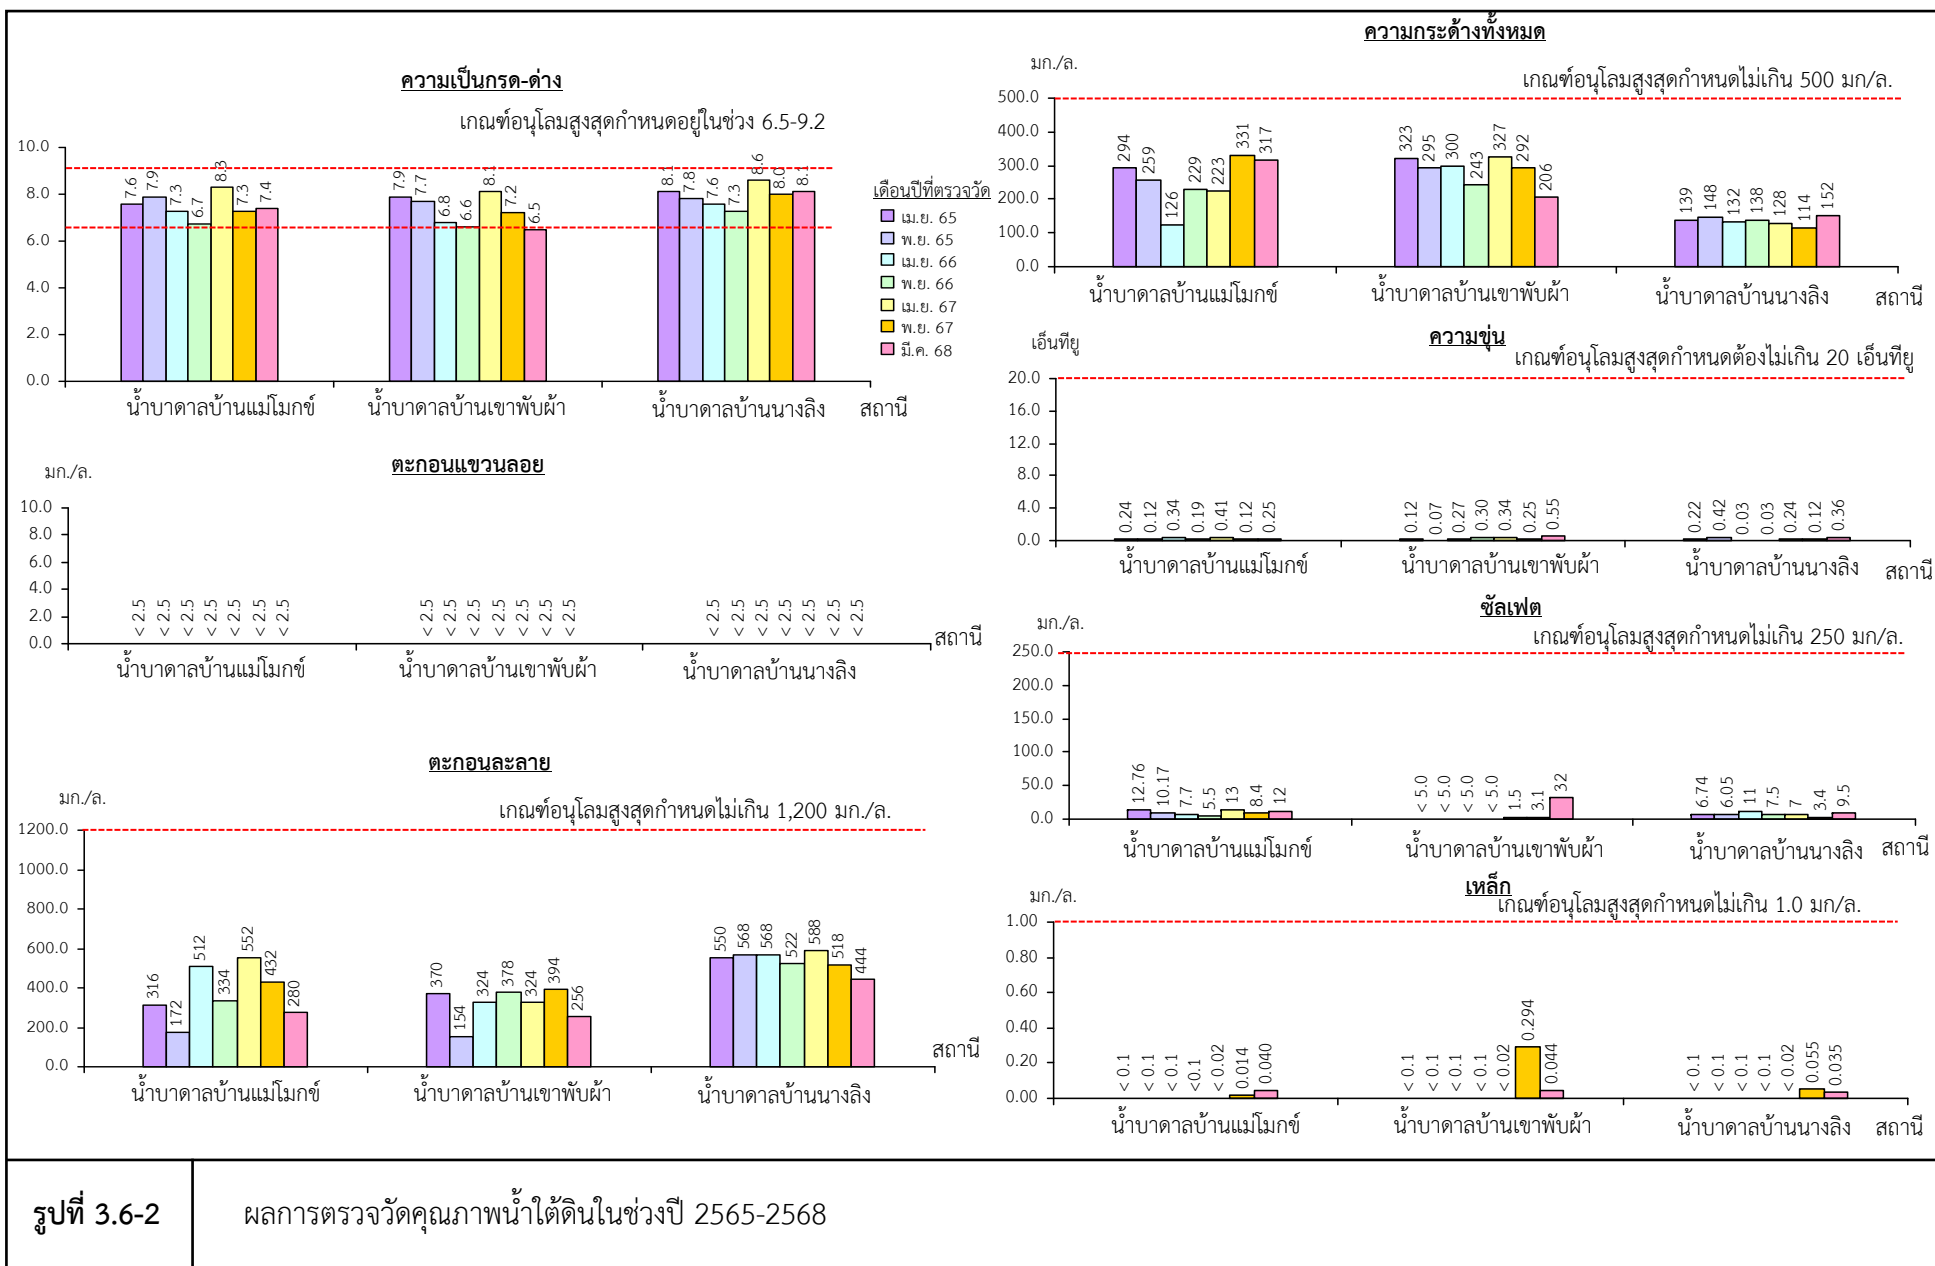 ความเป็นกรด-ด่าง
เกณฑ์อนุโลมสูงสุดกำหนดอยู่ในช่วง 6.5-9.2
10.0
8.0
6.0
4.0
2.0
0.0
7.6 7.9 7.3 6.7 8.3 7.3 7.4
7.9 7.7 6.8 6.6 8.1 7.2 6.5
8.1 7.8 7.6 7.3 8.6 8.0 8.1
น้ำบาดาลบ้านแม่โมกข์ น้ำบาดาลบ้านเขาพับผ้า น้ำบาดาลบ้านนางลิง สถานี
เดือนปีที่ตรวจวัด
เม.ย. 65
พ.ย. 65
เม.ย. 66
พ.ย. 66
เม.ย. 67
พ.ย. 67
มี.ค. 68
ตะกอนแขวนลอย
มก./ล.
10.0
8.0
6.0
4.0
2.0
0.0
< 2.5 < 2.5 < 2.5 < 2.5 < 2.5 < 2.5 < 2.5
< 2.5 < 2.5 < 2.5 < 2.5 < 2.5 < 2.5 < 2.5
< 2.5 < 2.5 < 2.5 < 2.5 < 2.5 < 2.5 < 2.5
น้ำบาดาลบ้านแม่โมกข์ น้ำบาดาลบ้านเขาพับผ้า น้ำบาดาลบ้านนางลิง สถานี
ตะกอนละลาย
มก./ล.
เกณฑ์อนุโลมสูงสุดกำหนดไม่เกิน 1,200 มก./ล.
1200.0
1000.0
800.0
600.0
400.0
200.0
0.0
316 172 512 334 552 432 280
370 154 324 378 324 394 256
550 568 568 522 588 518 444
น้ำบาดาลบ้านแม่โมกข์ น้ำบาดาลบ้านเขาพับผ้า น้ำบาดาลบ้านนางลิง สถานี
ความกระด้างทั้งหมด
มก./ล.
เกณฑ์อนุโลมสูงสุดกำหนดไม่เกิน 500 มก/ล.
500.0
400.0
300.0
200.0
100.0
0.0
294 259 126 229 223 331 317
323 295 300 243 327 292 206
139 148 132 138 128 114 152
น้ำบาดาลบ้านแม่โมกข์ น้ำบาดาลบ้านเขาพับผ้า น้ำบาดาลบ้านนางลิง สถานี
ความขุ่น
เอ็นทียู
เกณฑ์อนุโลมสูงสุดกำหนดต้องไม่เกิน 20 เอ็นทียู
20.0
16.0
12.0
8.0
4.0
0.0
0.24 0.12 0.34 0.19 0.41 0.12 0.25
0.12 0.07 0.27 0.30 0.34 0.25 0.55
0.22 0.42 0.03 0.03 0.24 0.12 0.36
น้ำบาดาลบ้านแม่โมกข์ น้ำบาดาลบ้านเขาพับผ้า น้ำบาดาลบ้านนางลิง สถานี
ซัลเฟต
มก./ล.
เกณฑ์อนุโลมสูงสุดกำหนดไม่เกิน 250 มก/ล.
250.0
200.0
150.0
100.0
50.0
0.0
12.76 10.17 7.7 5.5 13 8.4 12
< 5.0 < 5.0 < 5.0 < 5.0 1.5 3.1 32
6.74 6.05 11 7.5 7 3.4 9.5
น้ำบาดาลบ้านแม่โมกข์ น้ำบาดาลบ้านเขาพับผ้า น้ำบาดาลบ้านนางลิง สถานี
เหล็ก
มก./ล.
เกณฑ์อนุโลมสูงสุดกำหนดไม่เกิน 1.0 มก/ล.
1.00
0.80
0.60
0.40
0.20
0.00
< 0.1 < 0.1 < 0.1 <0.1 < 0.02 0.014 0.040
< 0.1 < 0.1 < 0.1 < 0.1 < 0.02 0.294 0.044
< 0.1 < 0.1 < 0.1 < 0.1 < 0.02 0.055 0.035
น้ำบาดาลบ้านแม่โมกข์ น้ำบาดาลบ้านเขาพับผ้า น้ำบาดาลบ้านนางลิง สถานี
รูปที่ 3.6-2 ผลการตรวจวัดคุณภาพน้ำใต้ดินในช่วงปี 2565-2568